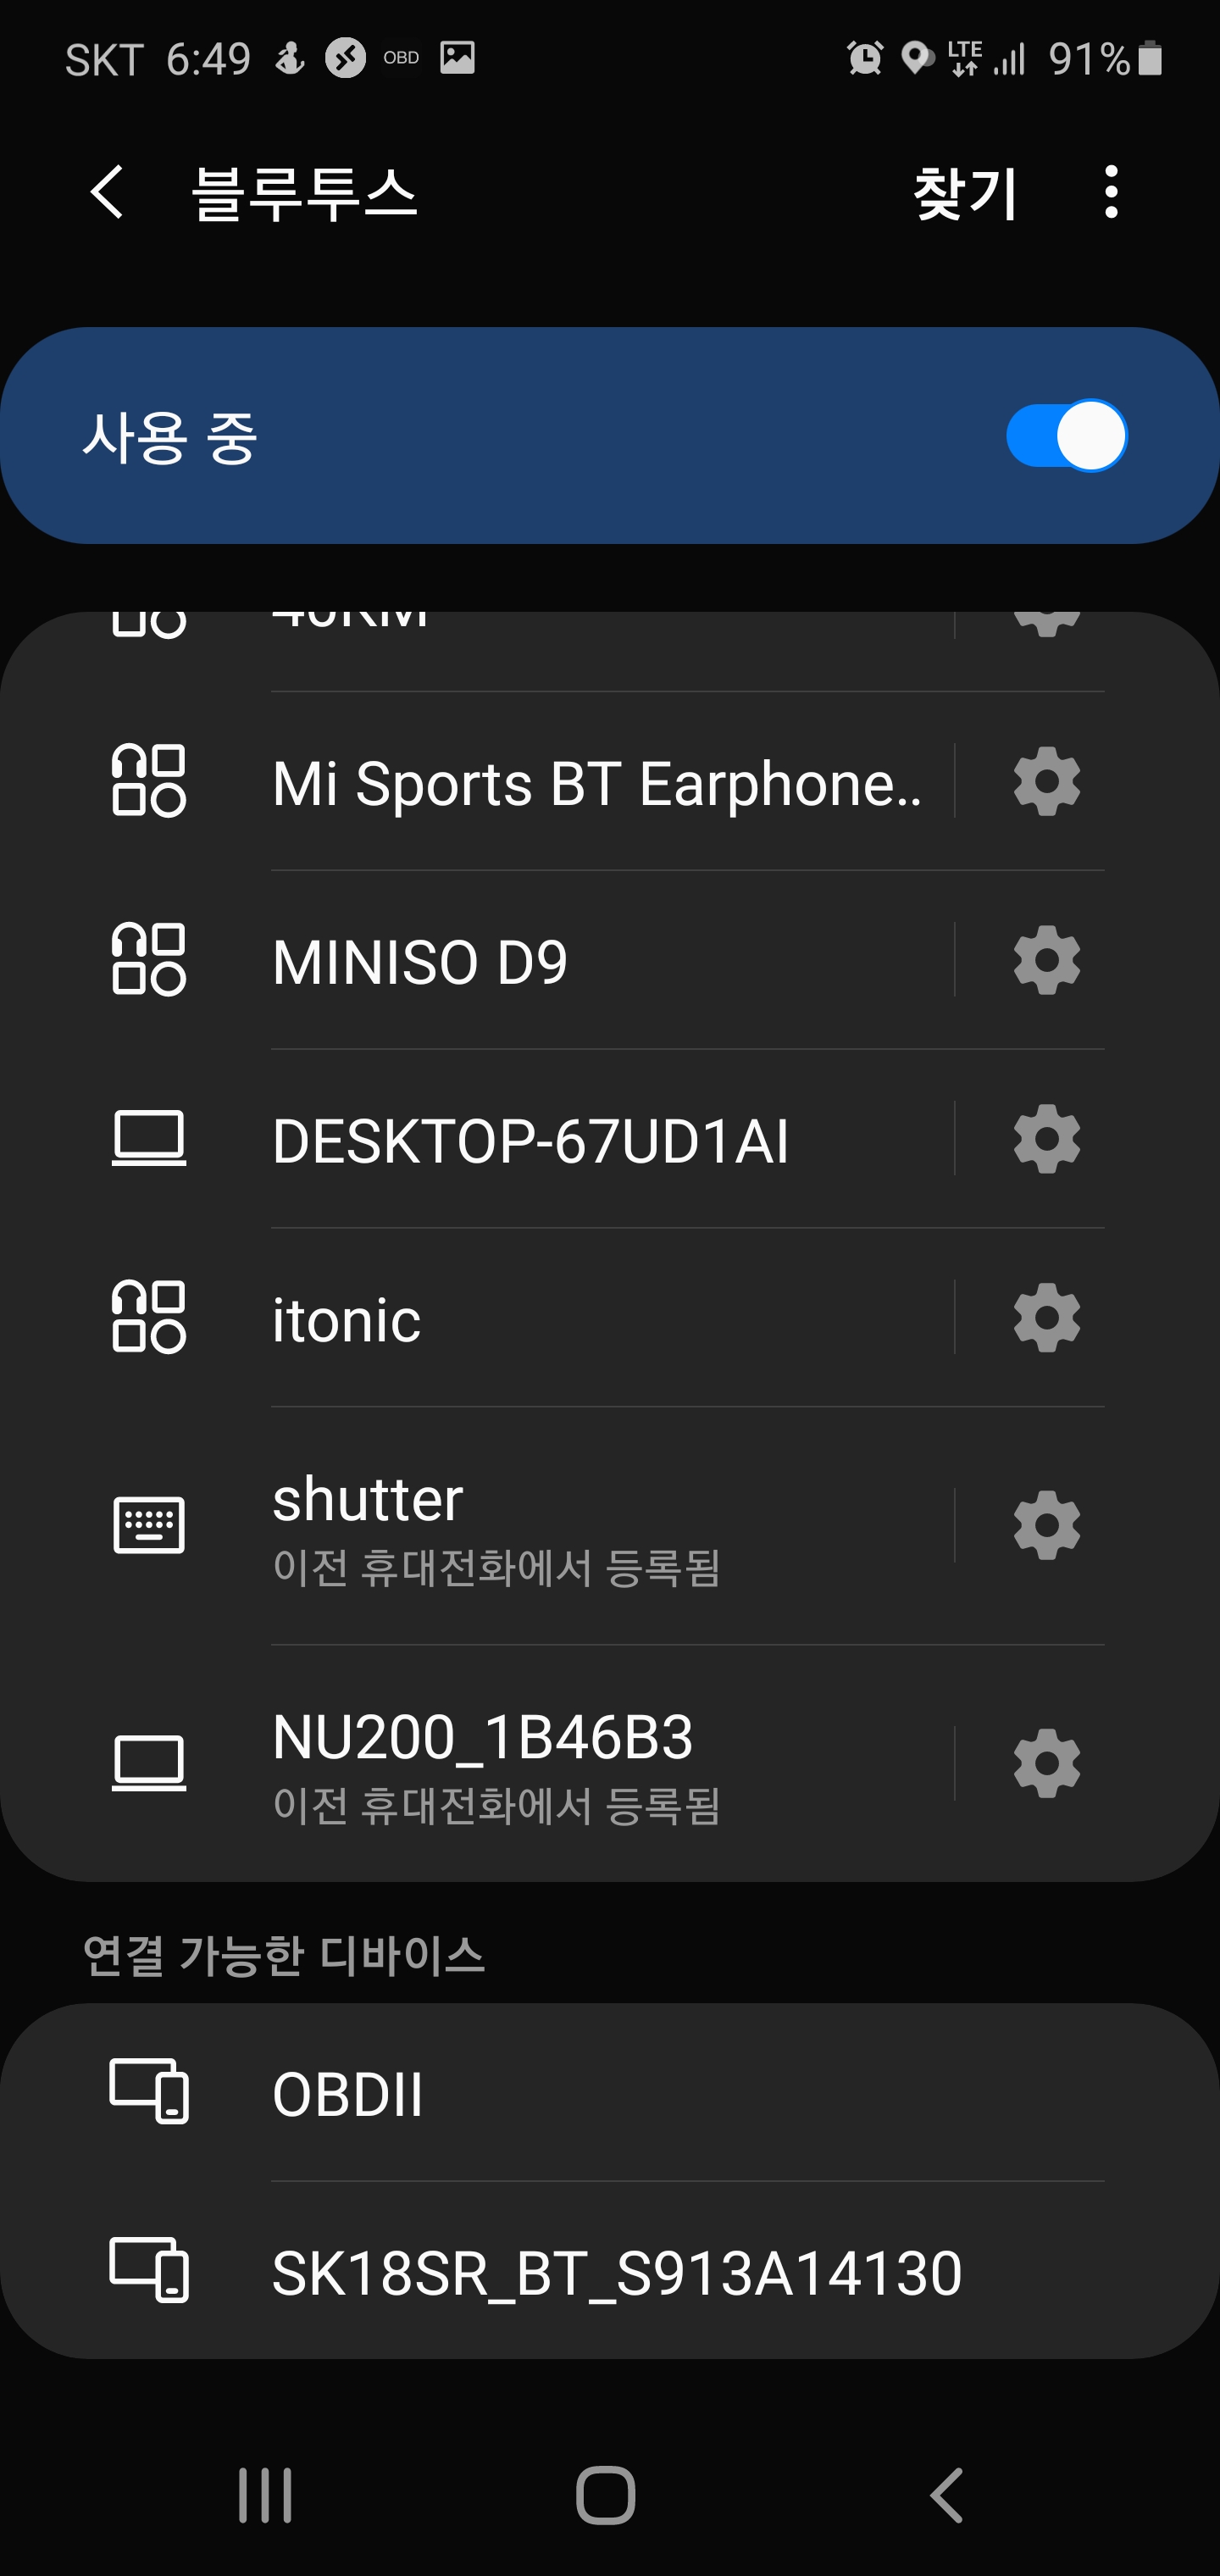 SKT 6:49 OBD LTE 91%
블루투스 찾기
사용 중
40KM
Mi Sports BT Earphone..
MINISO D9
DESKTOP-67UD1AI
itonic
shutter
이전 휴대전화에서 등록됨
NU200_1B46B3
이전 휴대전화에서 등록됨
연결 가능한 디바이스
OBDII
SK18SR_BT_S913A14130